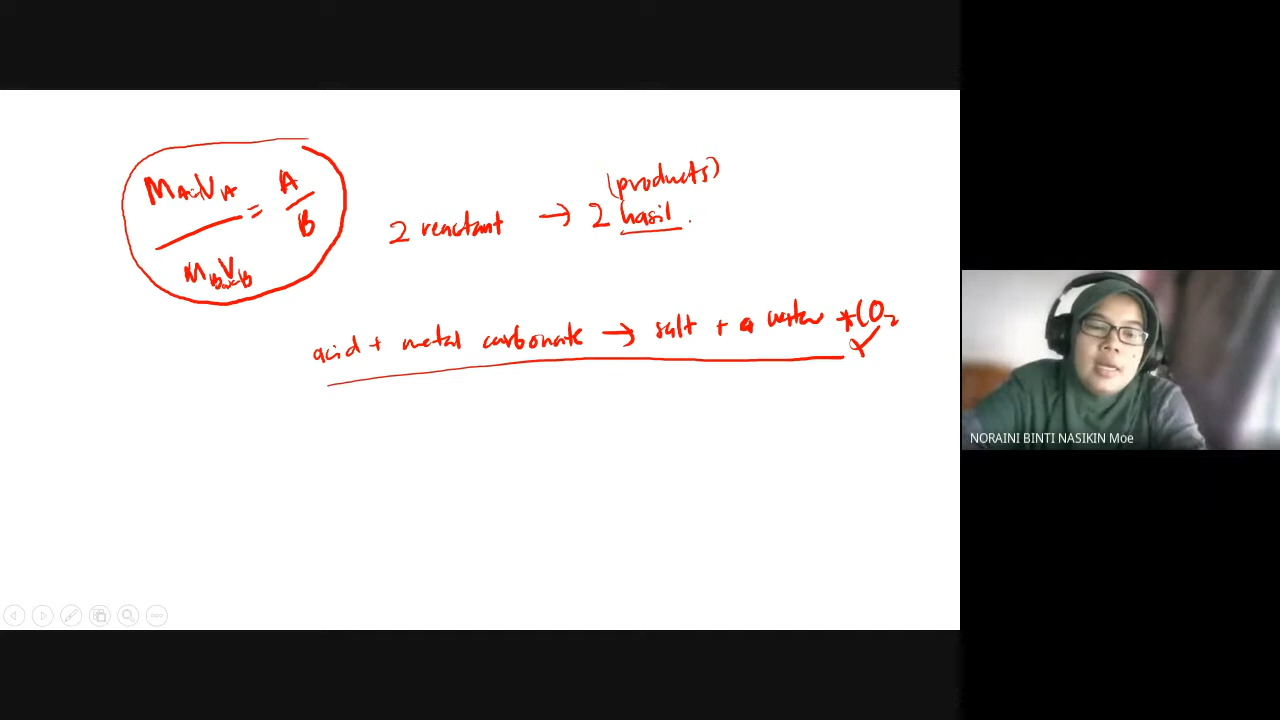 MAVA / MBVB = A / B
(products)
2 reactant → 2 hasil.
acid + metal carbonate → salt + water + CO2
NORAINI BINTI NASIKIN Moe